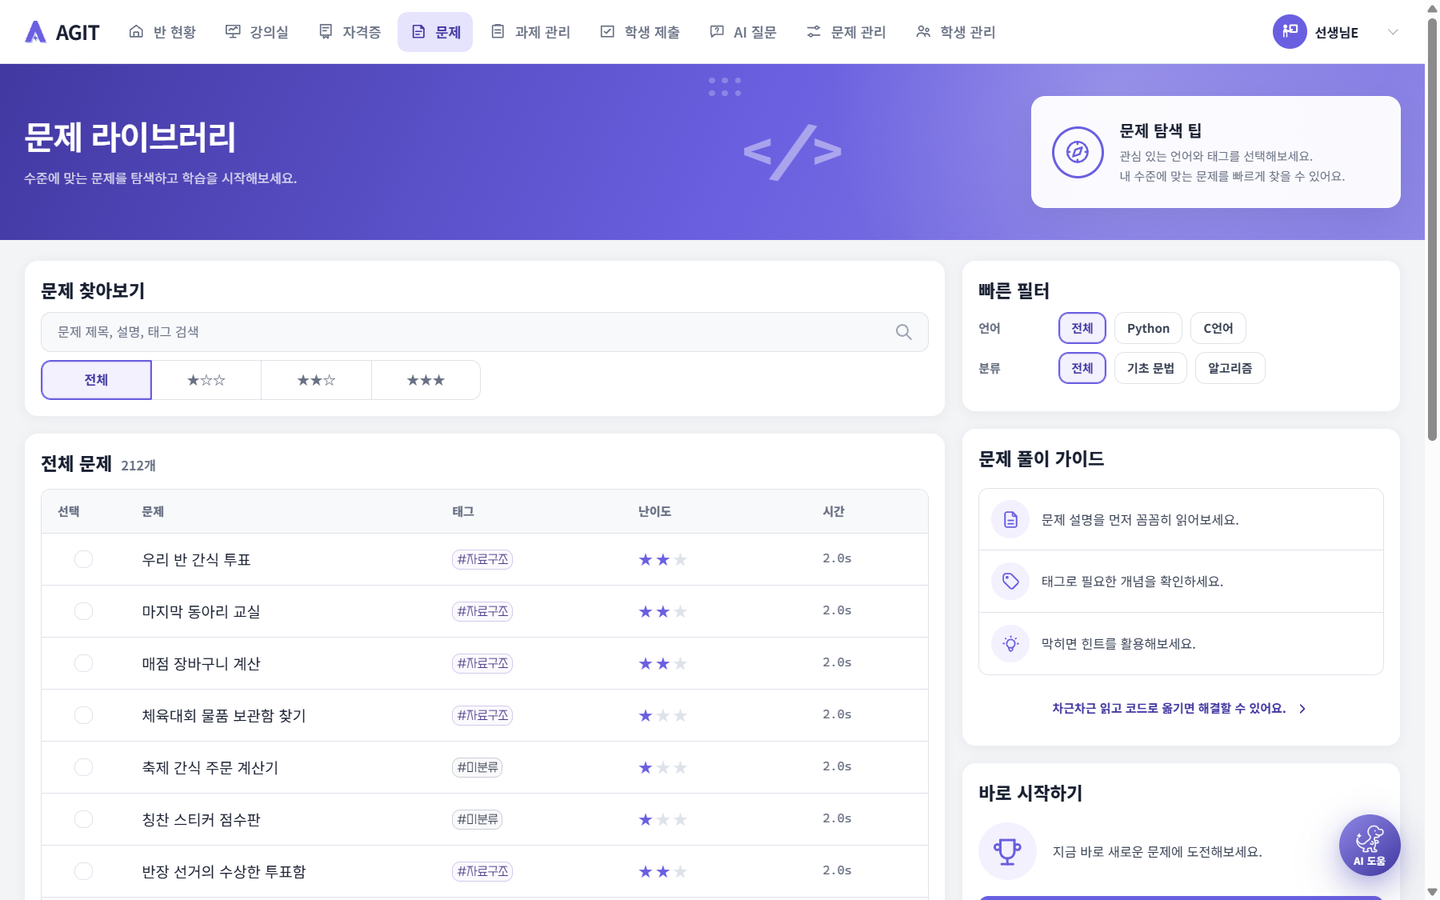 AGIT
반 현황
강의실
자격증
문제
과제 관리
학생 제출
AI 질문
문제 관리
학생 관리
선생님E
문제 라이브러리
수준에 맞는 문제를 탐색하고 학습을 시작해보세요.
</>
문제 탐색 팁
관심 있는 언어와 태그를 선택해보세요.
내 수준에 맞는 문제를 빠르게 찾을 수 있어요.
문제 찾아보기
문제 제목, 설명, 태그 검색
전체 ★☆☆ ★★☆ ★★★
빠른 필터
언어 전체 Python C언어
분류 전체 기초 문법 알고리즘
전체 문제 212개
선택 문제 태그 난이도 시간
우리 반 간식 투표 #자료구조 ★★★ 2.0s
마지막 동아리 교실 #자료구조 ★★★ 2.0s
매점 장바구니 계산 #자료구조 ★★★ 2.0s
체육대회 물품 보관함 찾기 #자료구조 ★★★ 2.0s
축제 간식 주문 계산기 #미분류 ★★★ 2.0s
칭찬 스티커 점수판 #미분류 ★★★ 2.0s
반장 선거의 수상한 투표함 #자료구조 ★★★ 2.0s
문제 풀이 가이드
문제 설명을 먼저 꼼꼼히 읽어보세요.
태그로 필요한 개념을 확인하세요.
막히면 힌트를 활용해보세요.
차근차근 읽고 코드로 옮기면 해결할 수 있어요.
바로 시작하기
지금 바로 새로운 문제에 도전해보세요.
AI 도움